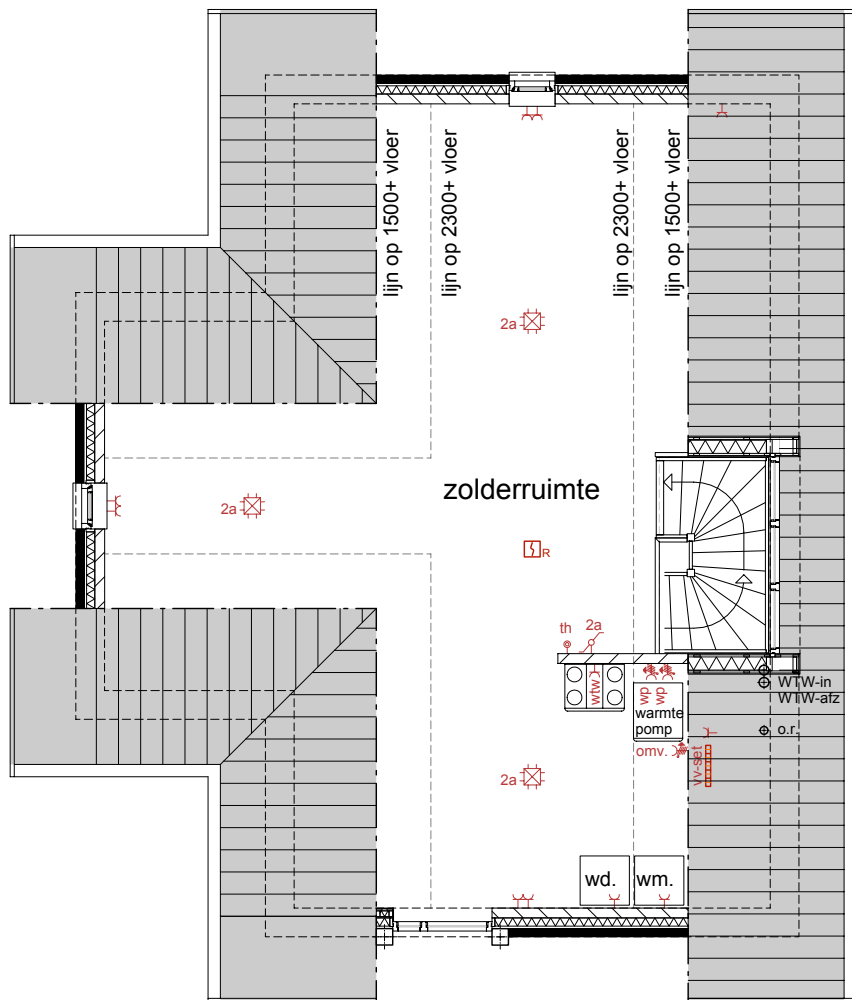 lijn op 1500+ vloer
lijn op 2300+ vloer
lijn op 2300+ vloer
lijn op 1500+ vloer
2a
zolderruimte
2a
R
th
2a
wtw
wp
wp
WTW-in
WTW-afz
warmte
pomp
o.r.
omv.
vv-set
2a
wd.
wm.